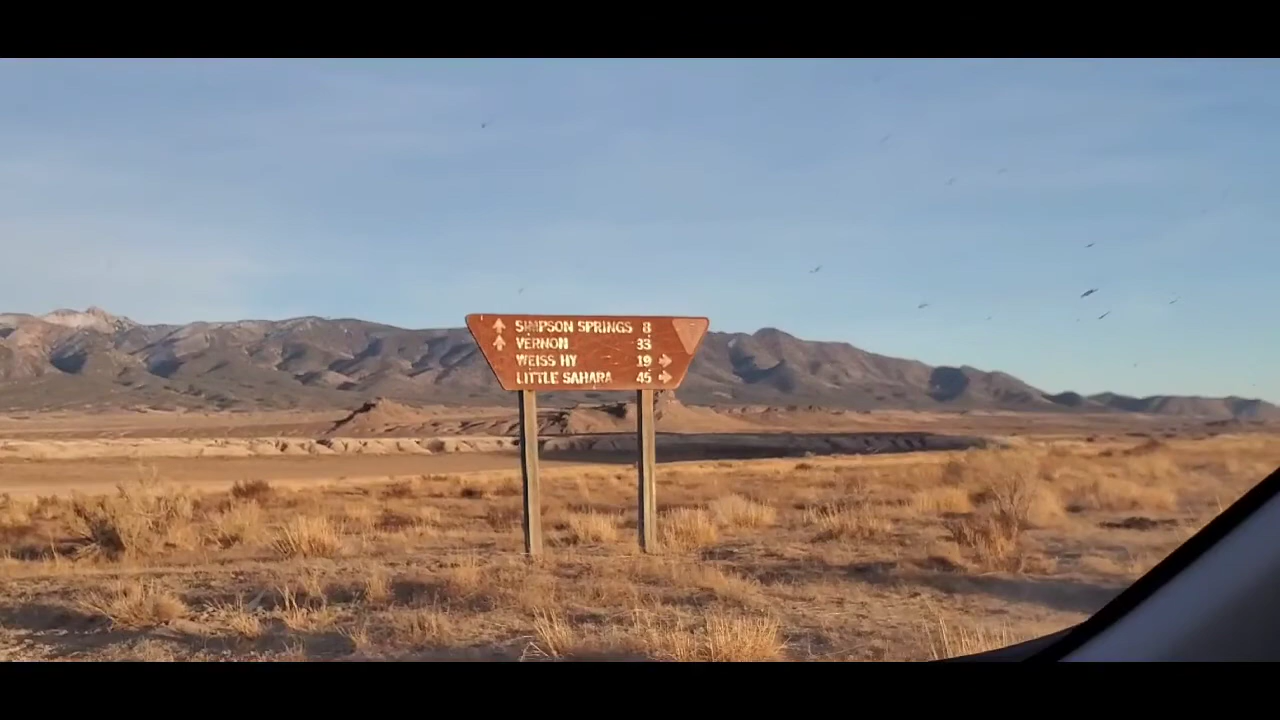 ↑ SIMPSON SPRINGS 8
↑ VERNON 33
WEISS HY 19 →
LITTLE SAHARA 45 →